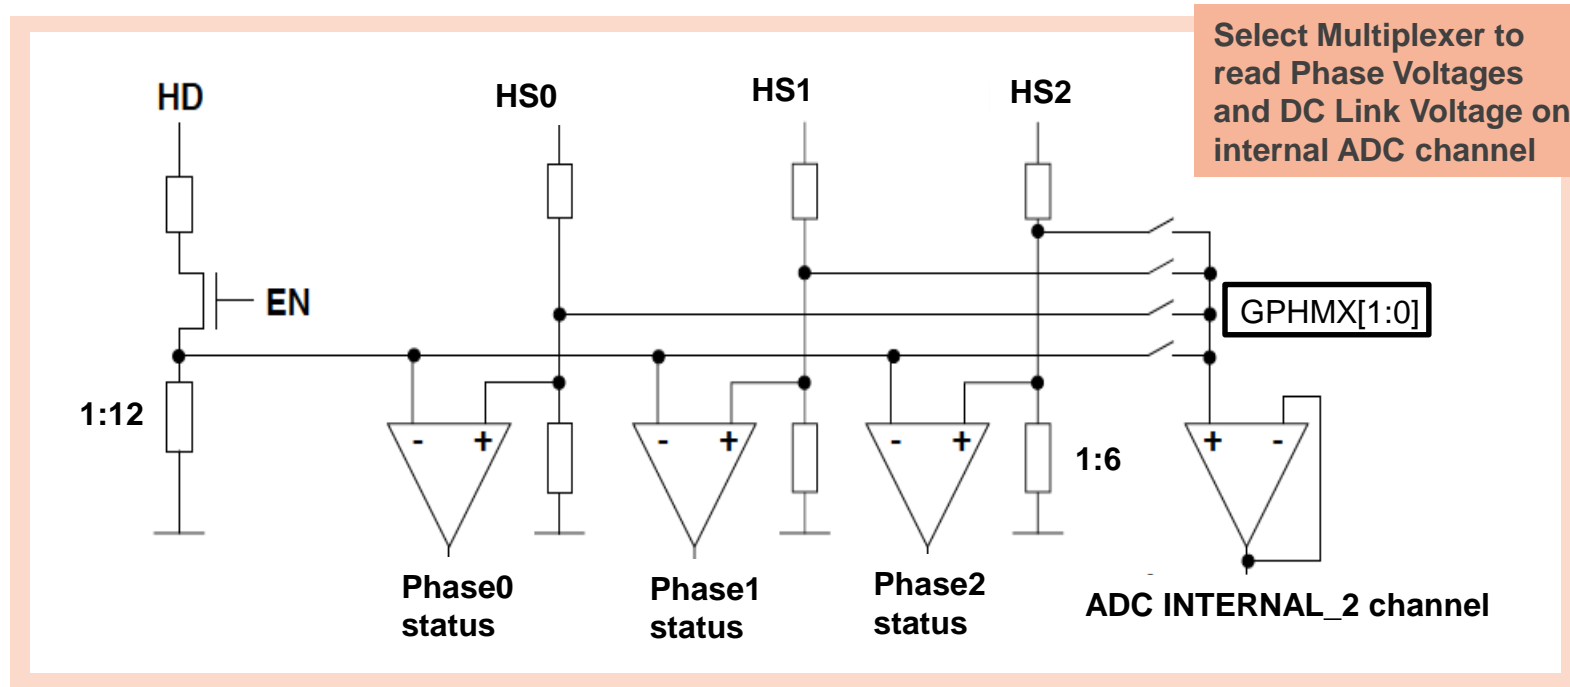 Select Multiplexer to
read Phase Voltages
and DC Link Voltage on
internal ADC channel
HD
HS0
HS1
HS2
EN
GPHMX[1:0]
1:12
- +
- +
- +
+ -
1:6
Phase0
status
Phase1
status
Phase2
status
ADC INTERNAL_2 channel